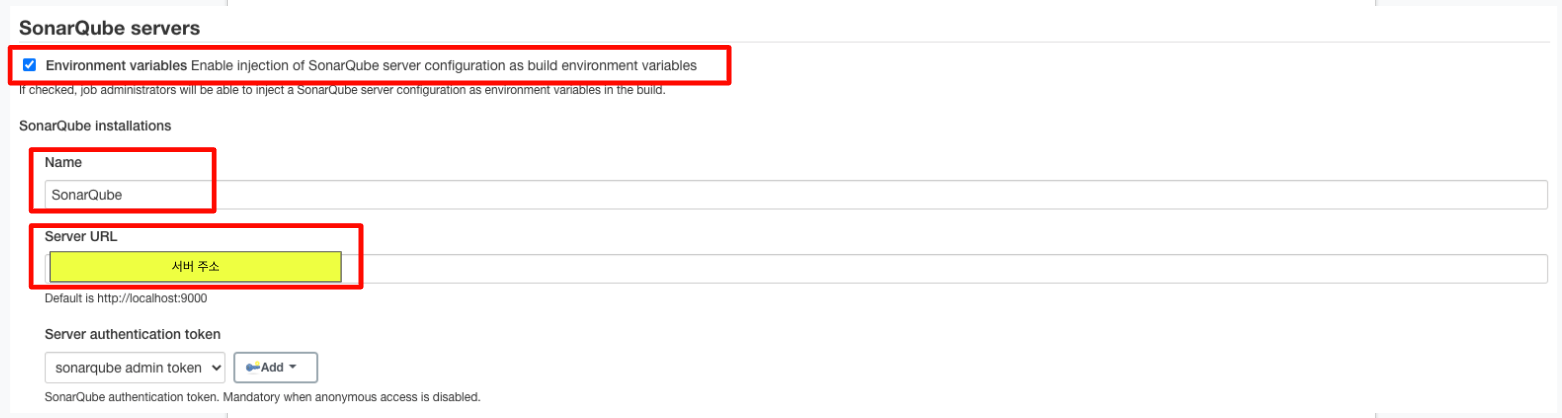 SonarQube servers
Environment variables Enable injection of SonarQube server configuration as build environment variables
If checked, job administrators will be able to inject a SonarQube server configuration as environment variables in the build.
SonarQube installations
Name
SonarQube
Server URL
서버 주소
Default is http://localhost:9000
Server authentication token
sonarqube admin token Add
SonarQube authentication token. Mandatory when anonymous access is disabled.